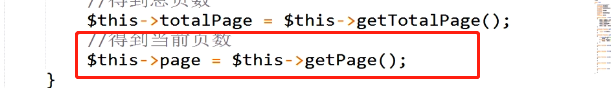 //得到总页数
$this->totalPage = $this->getTotalPage();
//得到当前页数
$this->page = $this->getPage();
}